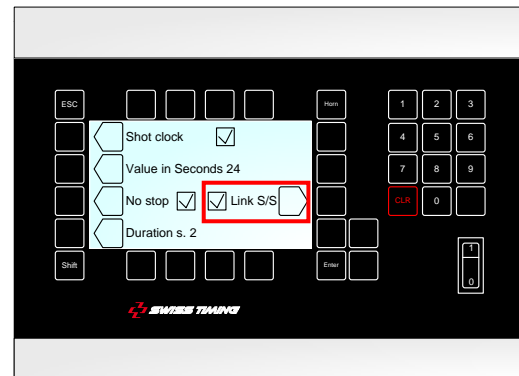 ESC
Horn
1 2 3
Shot clock
4 5 6
Value in Seconds 24
7 8 9
No stop Link S/S
CLR 0
Duration s. 2
Shift
Enter
1
0
SWISS TIMING